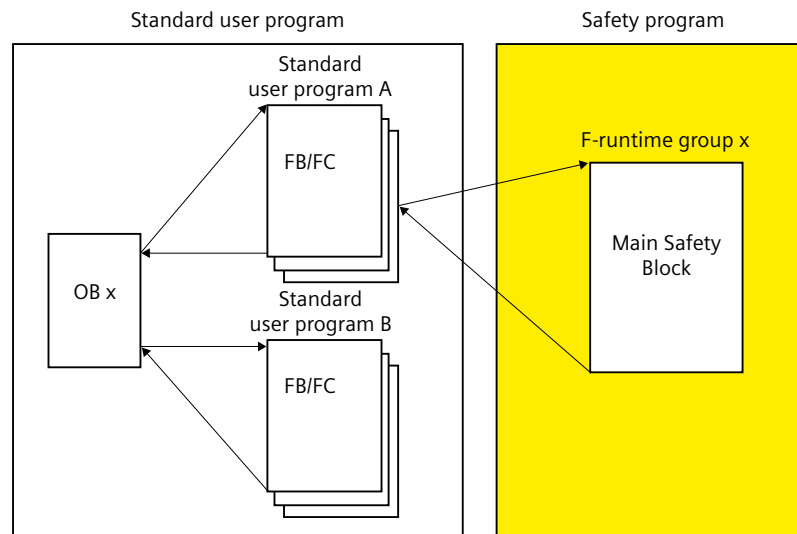 Standard user program
Safety program
Standard
user program A
FB/FC
F-runtime group x
Main Safety
Block
OB x
Standard
user program B
FB/FC